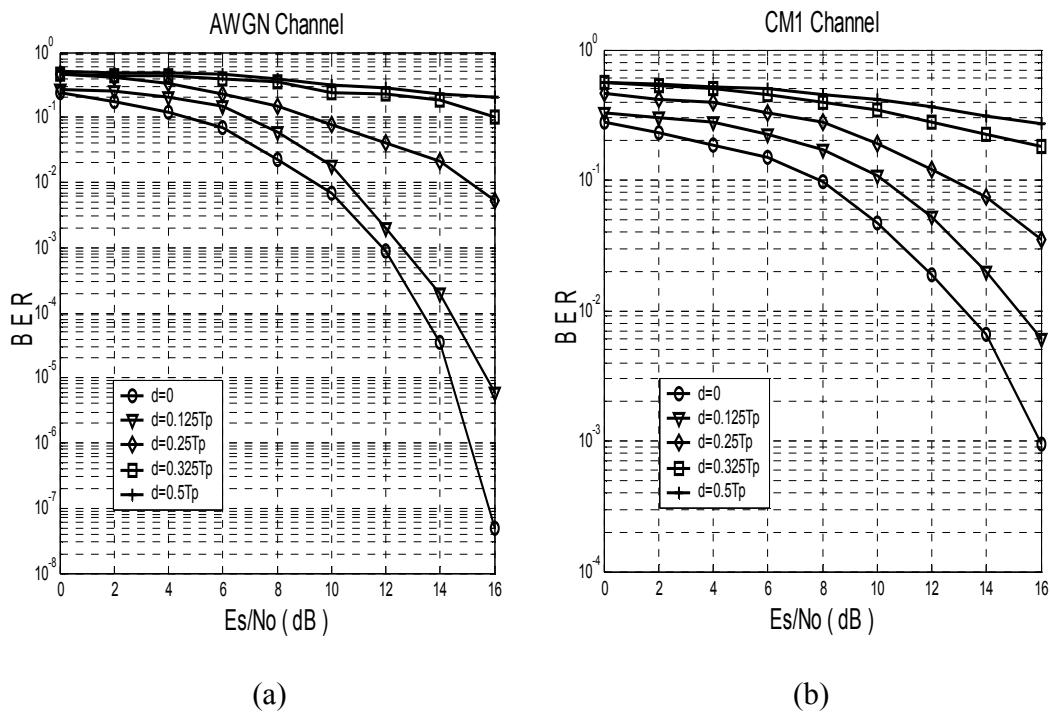 AWGN Channel
10^0
10^-1
10^-2
10^-3
10^-4
10^-5
10^-6
10^-7
10^-8
B E R
d=0
d=0.125Tp
d=0.25Tp
d=0.325Tp
d=0.5Tp
0 2 4 6 8 10 12 14 16
Es/No ( dB )
(a)
CM1 Channel
10^0
10^-1
10^-2
10^-3
10^-4
B E R
d=0
d=0.125Tp
d=0.25Tp
d=0.325Tp
d=0.5Tp
0 2 4 6 8 10 12 14 16
Es/No ( dB )
(b)